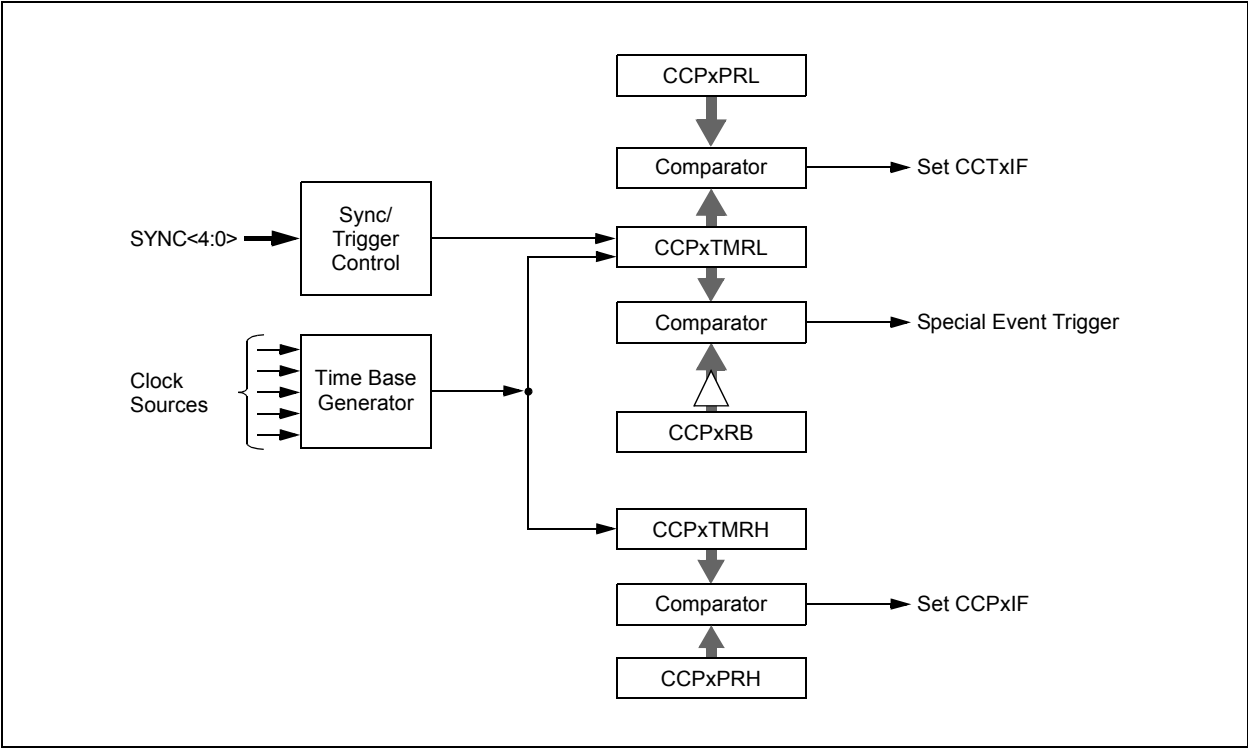 CCPxPRL
Comparator
Set CCTxIF
Sync/
Trigger
Control
SYNC<4:0>
CCPxTMRL
Comparator
Special Event Trigger
Clock
Sources
Time Base
Generator
CCPxRB
CCPxTMRH
Comparator
Set CCPxIF
CCPxPRH